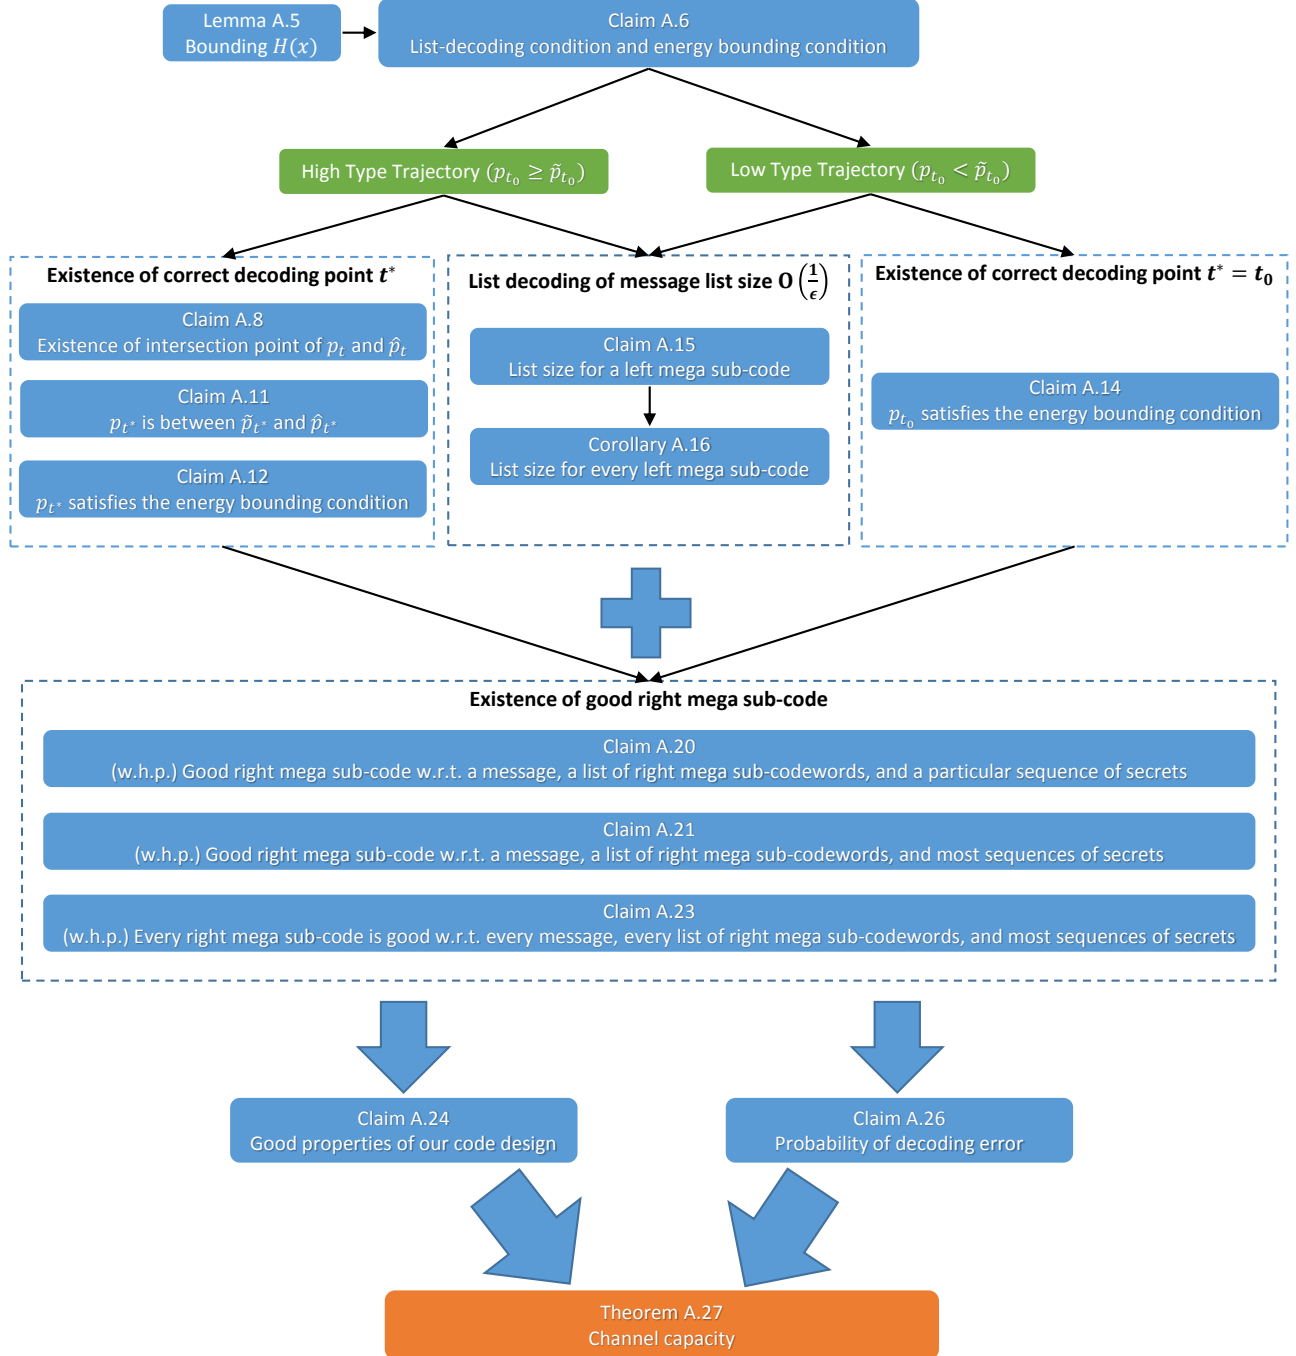 Lemma A.5
Bounding H(x)
Claim A.6
List-decoding condition and energy bounding condition
High Type Trajectory (p_{t_0} ≥ p̃_{t_0})
Low Type Trajectory (p_{t_0} < p̃_{t_0})
Existence of correct decoding point t*
Claim A.8
Existence of intersection point of p_t and p̂_t
Claim A.11
p_{t*} is between p̃_{t*} and p̂_{t*}
Claim A.12
p_{t*} satisfies the energy bounding condition
List decoding of message list size O(1/ϵ)
Claim A.15
List size for a left mega sub-code
Corollary A.16
List size for every left mega sub-code
Existence of correct decoding point t* = t_0
Claim A.14
p_{t_0} satisfies the energy bounding condition
Existence of good right mega sub-code
Claim A.20
(w.h.p.) Good right mega sub-code w.r.t. a message, a list of right mega sub-codewords, and a particular sequence of secrets
Claim A.21
(w.h.p.) Good right mega sub-code w.r.t. a message, a list of right mega sub-codewords, and most sequences of secrets
Claim A.23
(w.h.p.) Every right mega sub-code is good w.r.t. every message, every list of right mega sub-codewords, and most sequences of secrets
Claim A.24
Good properties of our code design
Claim A.26
Probability of decoding error
Theorem A.27
Channel capacity